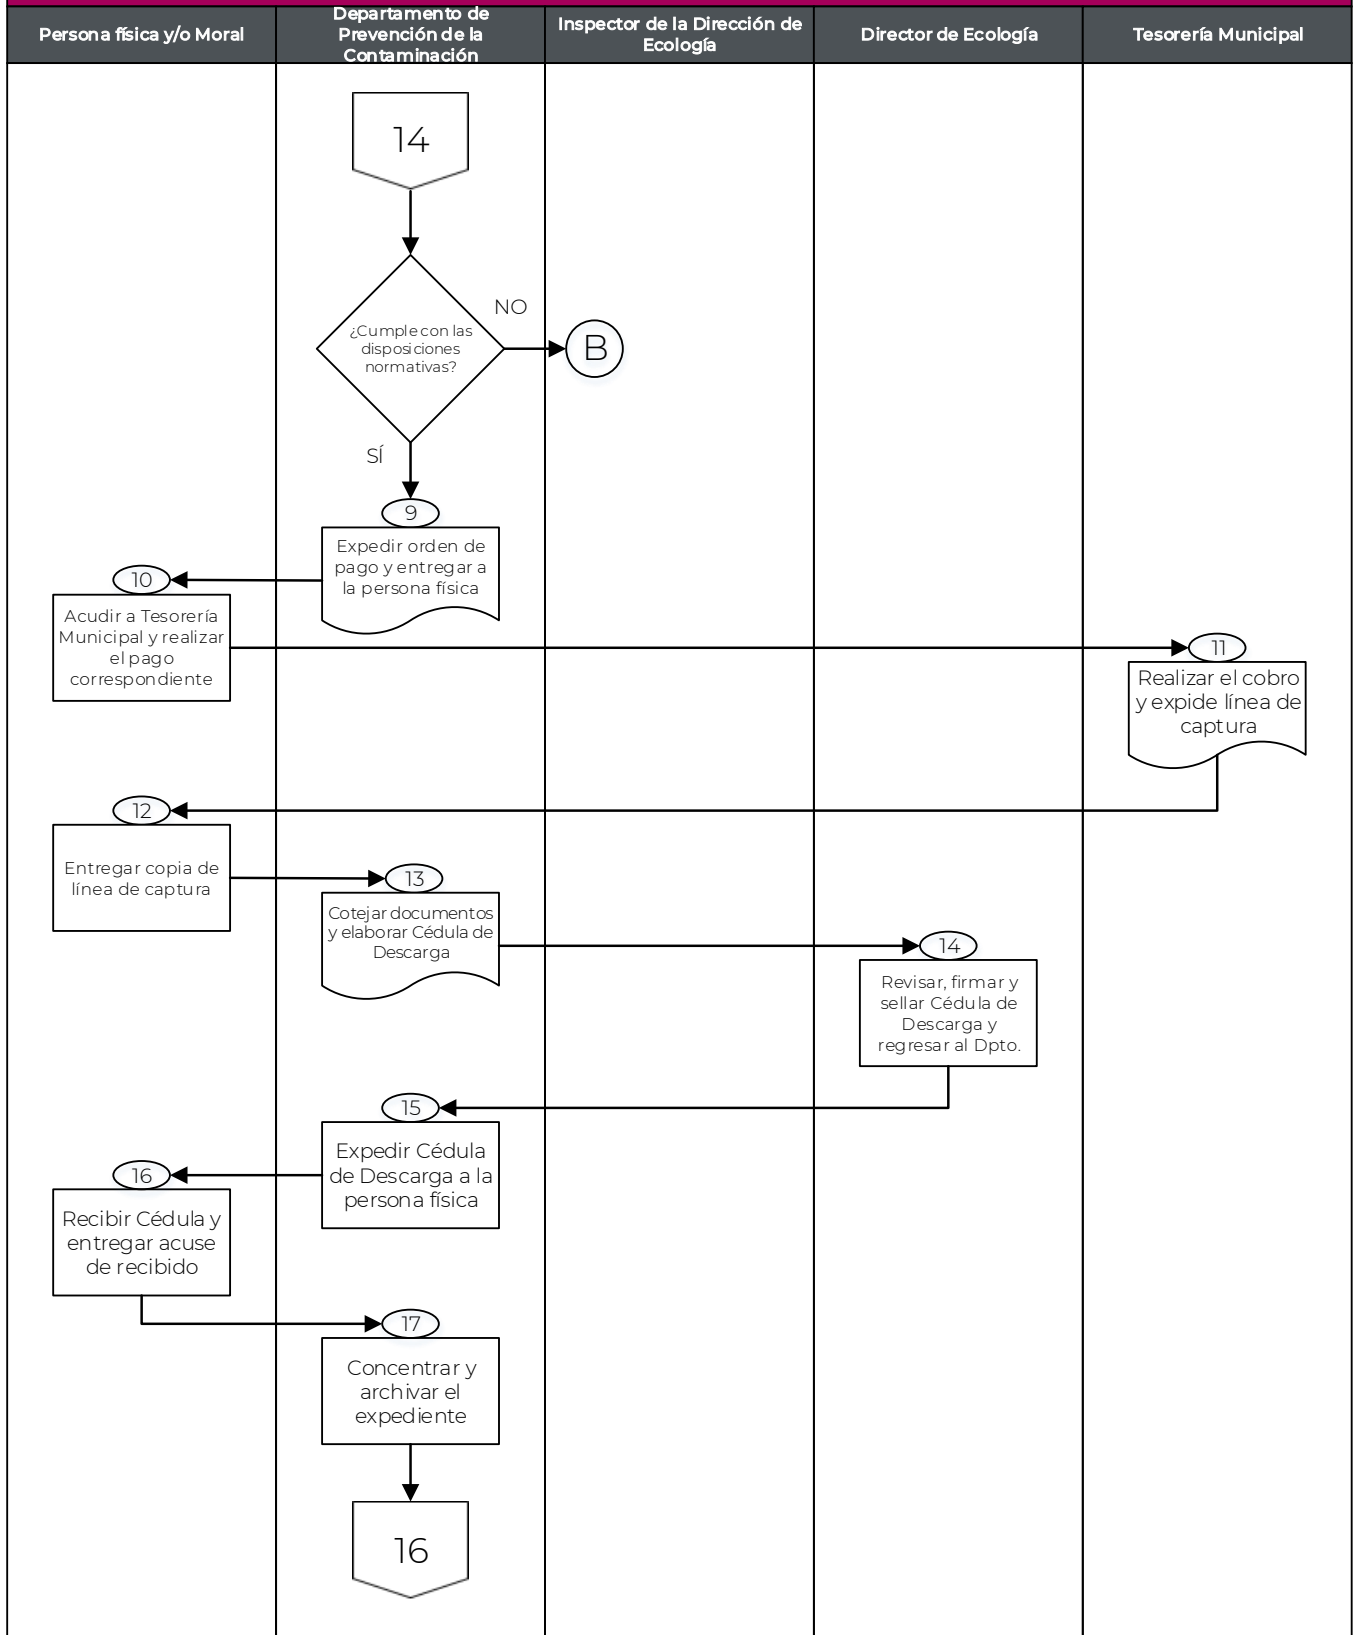 Persona física y/o Moral
Departamento de
Prevención de la
Contaminación
Inspector de la Dirección de
Ecología
Director de Ecología
Tesorería Municipal
14
¿Cumple con las
disposiciones
normativas?
NO
B
SÍ
9
Expedir orden de
pago y entregar a
la persona física
10
Acudir a Tesorería
Municipal y realizar
el pago
correspondiente
11
Realizar el cobro
y expide línea de
captura
12
Entregar copia de
línea de captura
13
Cotejar documentos
y elaborar Cédula de
Descarga
14
Revisar, firmar y
sellar Cédula de
Descarga y
regresar al Dpto.
15
Expedir Cédula
de Descarga a la
persona física
16
Recibir Cédula y
entregar acuse
de recibido
17
Concentrar y
archivar el
expediente
16